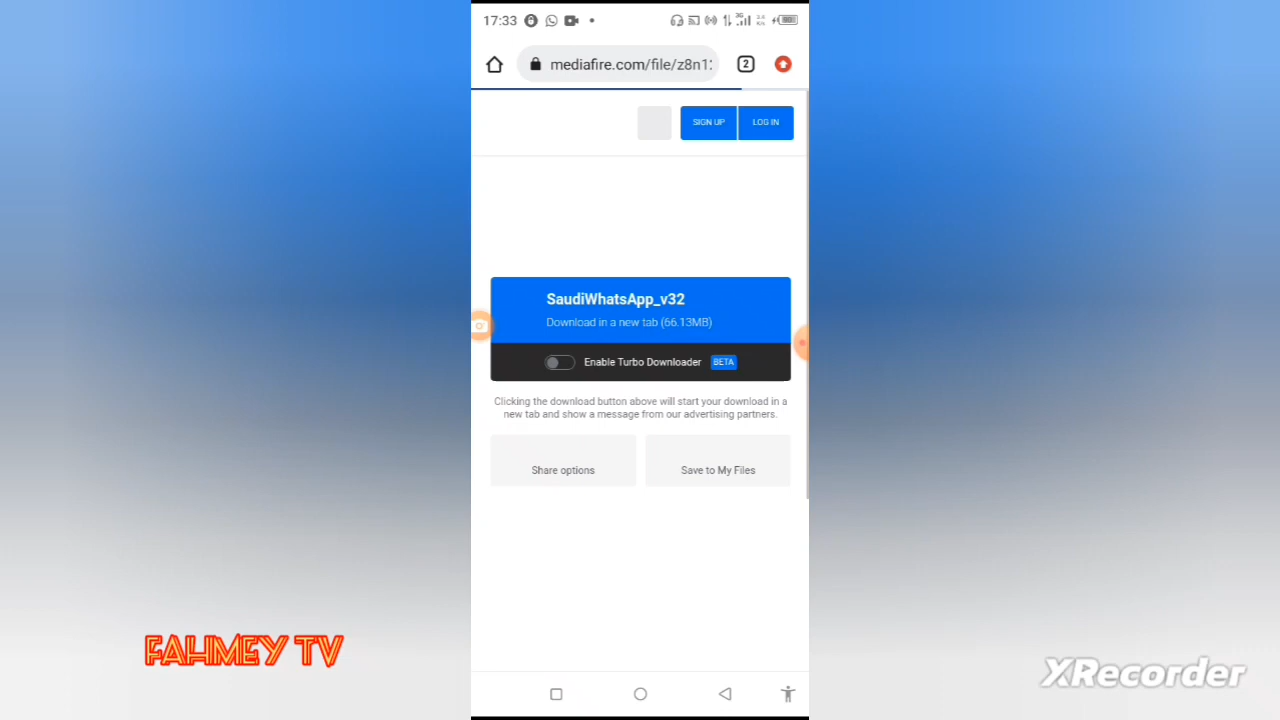 17:33
3G
mediafire.com/file/z8n1
2
SIGN UP
LOG IN
SaudiWhatsApp_v32
Download in a new tab (66.13MB)
Enable Turbo Downloader BETA
Clicking the download button above will start your download in a
new tab and show a message from our advertising partners.
Share options
Save to My Files
FAHMEY TV
XRecorder